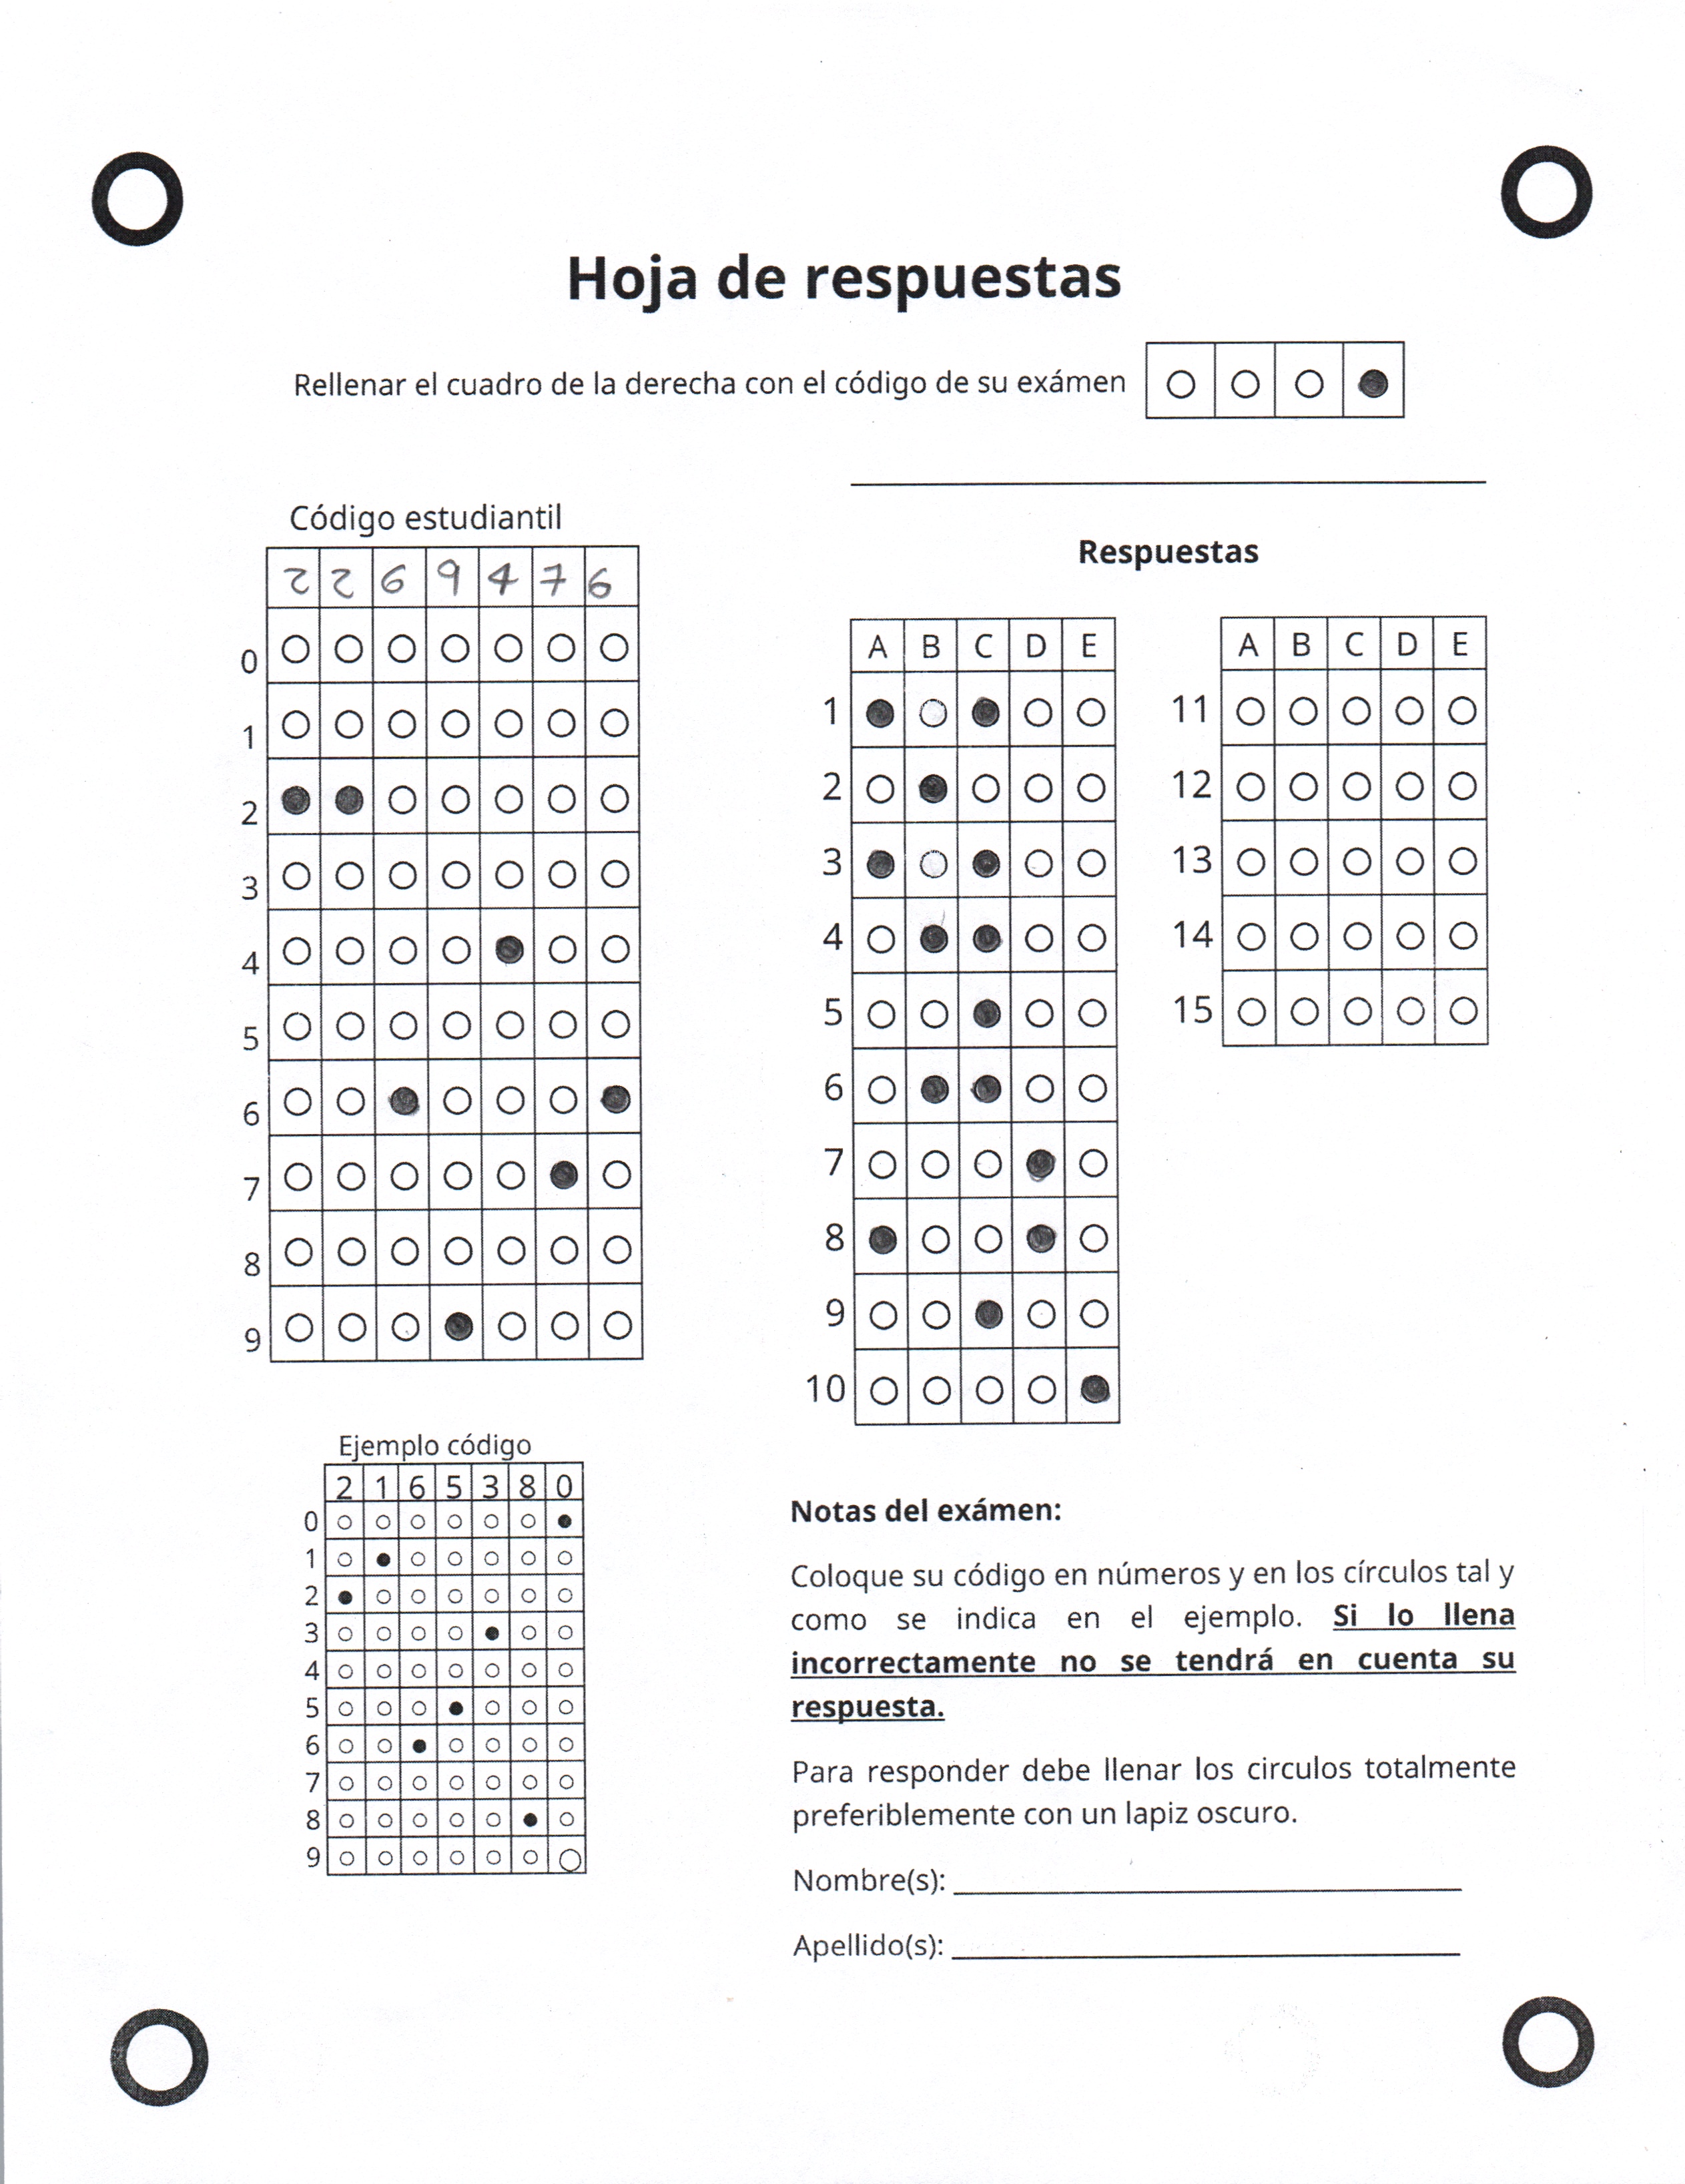 Hoja de respuestas
Rellenar el cuadro de la derecha con el código de su exámen
Código estudiantil
2 2 6 9 4 7 6
0
1
2
3
4
5
6
7
8
9
Respuestas
A B C D E
1
2
3
4
5
6
7
8
9
10
A B C D E
11
12
13
14
15
Ejemplo código
2 1 6 5 3 8 0
0
1
2
3
4
5
6
7
8
9
Notas del exámen:
Coloque su código en números y en los círculos tal y
como se indica en el ejemplo. Si lo llena
incorrectamente no se tendrá en cuenta su
respuesta.
Para responder debe llenar los circulos totalmente
preferiblemente con un lapiz oscuro.
Nombre(s):
Apellido(s):